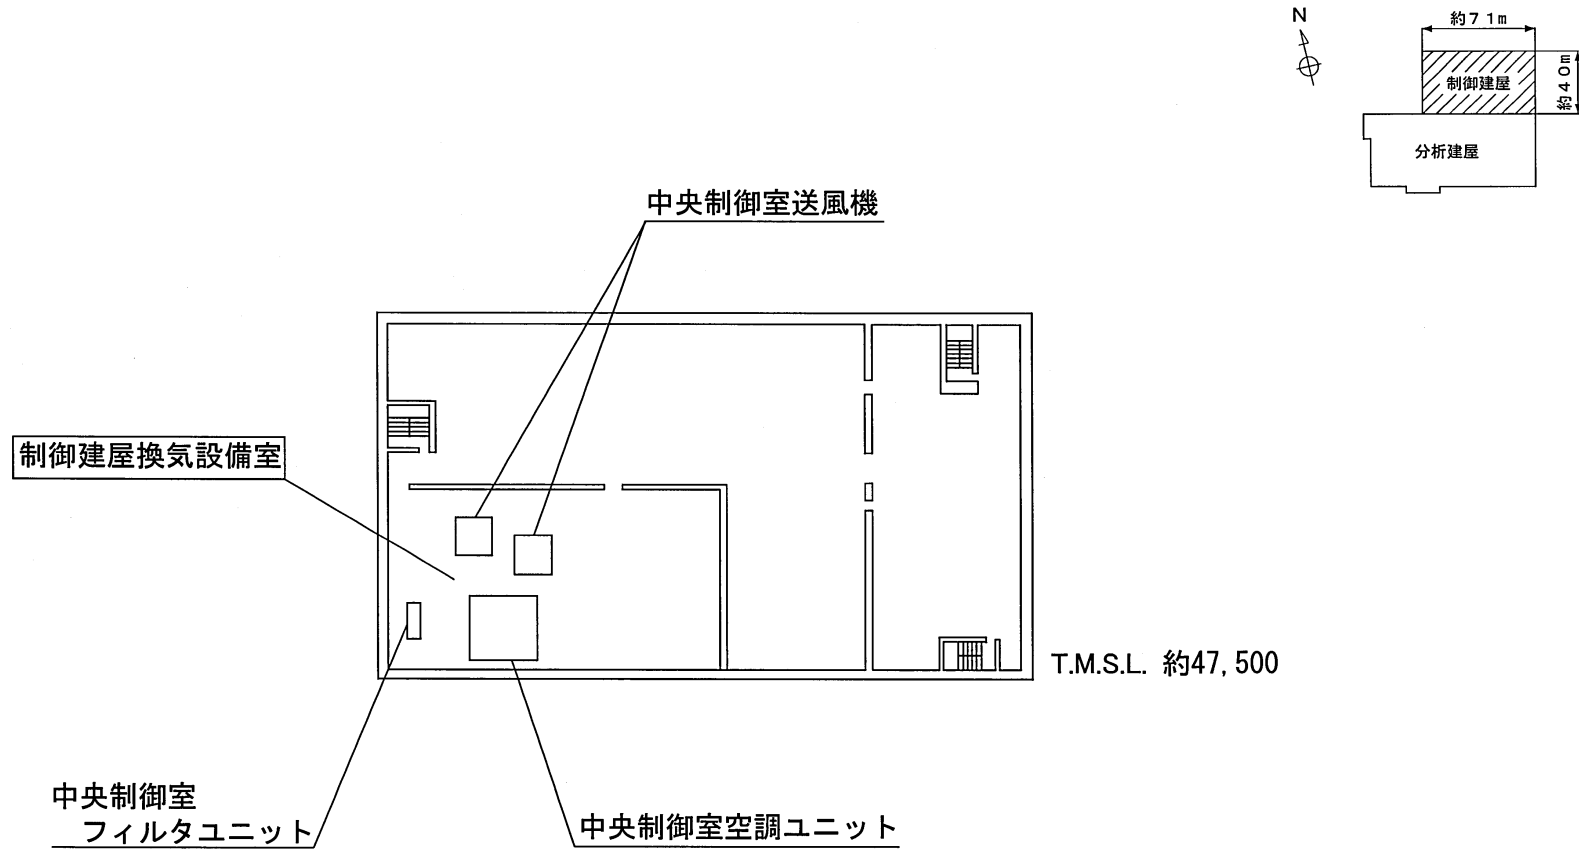 N
約71m
制御建屋
約40m
分析建屋
中央制御室送風機
制御建屋換気設備室
T.M.S.L. 約47,500
中央制御室
フィルタユニット
中央制御室空調ユニット